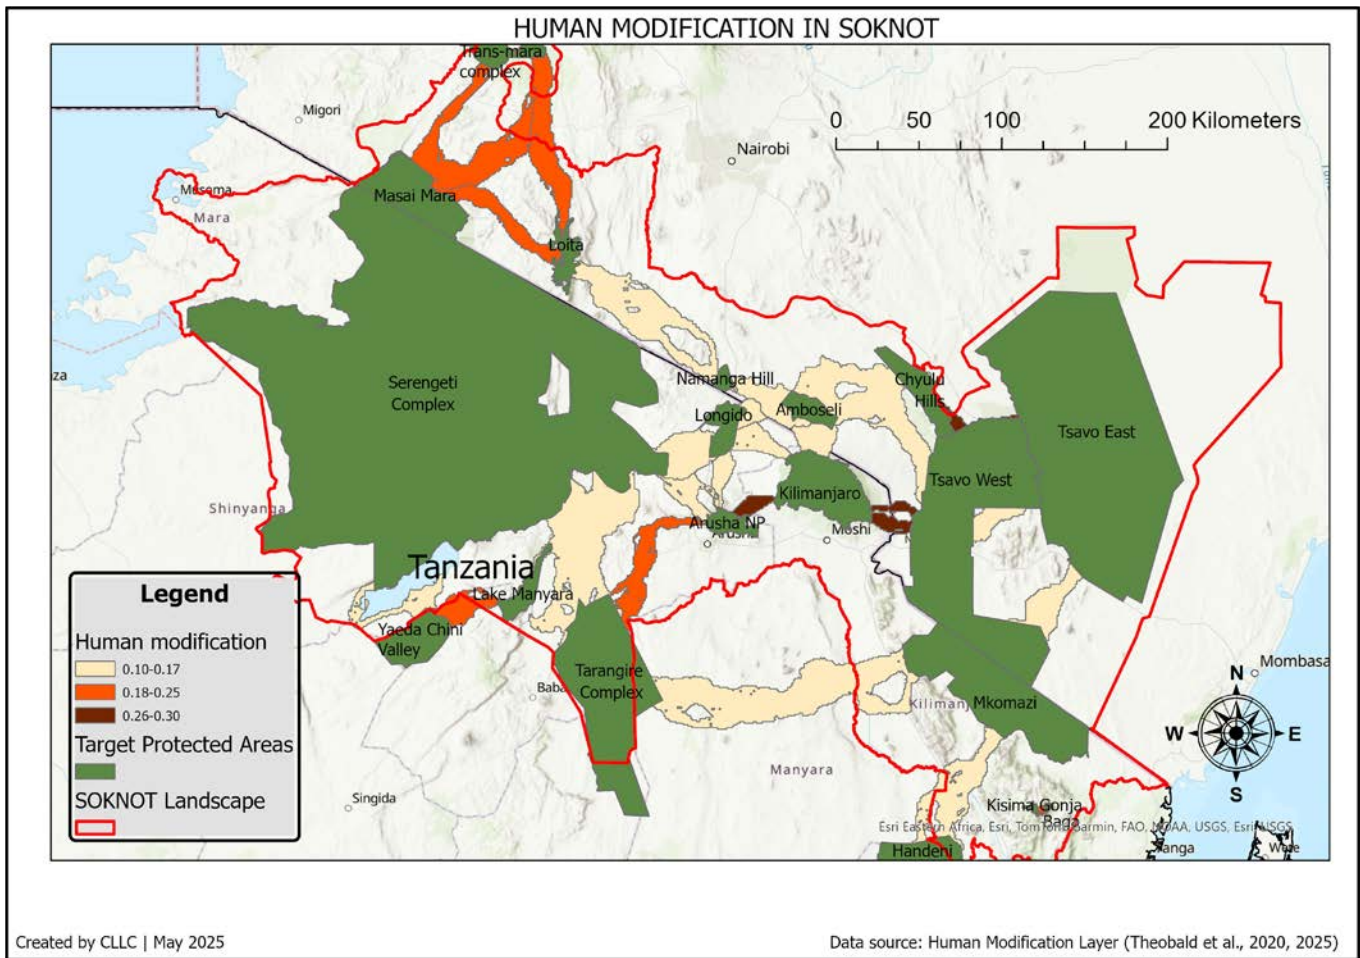 HUMAN MODIFICATION IN SOKNOT
Trans-mara
complex
Migori
0 50 100 200 Kilometers
Nairobi
Musoma
Mara
Masai Mara
Loita
Serengeti
Complex
Namanga Hill
Longido
Amboseli
Chyulu
Hills
Tsavo East
Tsavo West
Kilimanjaro
Shinyanga
Arusha NP
Arusha
Moshi
Tanzania
Lake Manyara
Yaeda Chini
Valley
Tarangire
Complex
Mombasa
Mkomazi
Manyara
Singida
Kisima Gonja
Baga
Handeni
Tanga
Wete
N
W E
S
Legend
Human modification
0.10-0.17
0.18-0.25
0.26-0.30
Target Protected Areas
SOKNOT Landscape
Created by CLLC | May 2025
Data source: Human Modification Layer (Theobald et al., 2020, 2025)